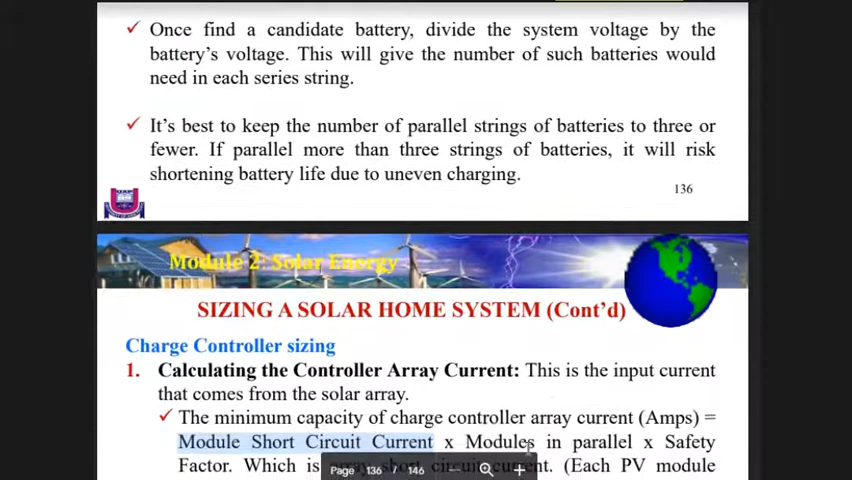 ✓ Once find a candidate battery, divide the system voltage by the
battery's voltage. This will give the number of such batteries would
need in each series string.
✓ It's best to keep the number of parallel strings of batteries to three or
fewer. If parallel more than three strings of batteries, it will risk
shortening battery life due to uneven charging.
136
UAP
Module 2: Solar Energy
SIZING A SOLAR HOME SYSTEM (Cont'd)
Charge Controller sizing
1. Calculating the Controller Array Current: This is the input current
that comes from the solar array.
✓ The minimum capacity of charge controller array current (Amps) =
Module Short Circuit Current x Modules in parallel x Safety
Factor. Which is array short circuit current. (Each PV module
Page 136 / 146 — +